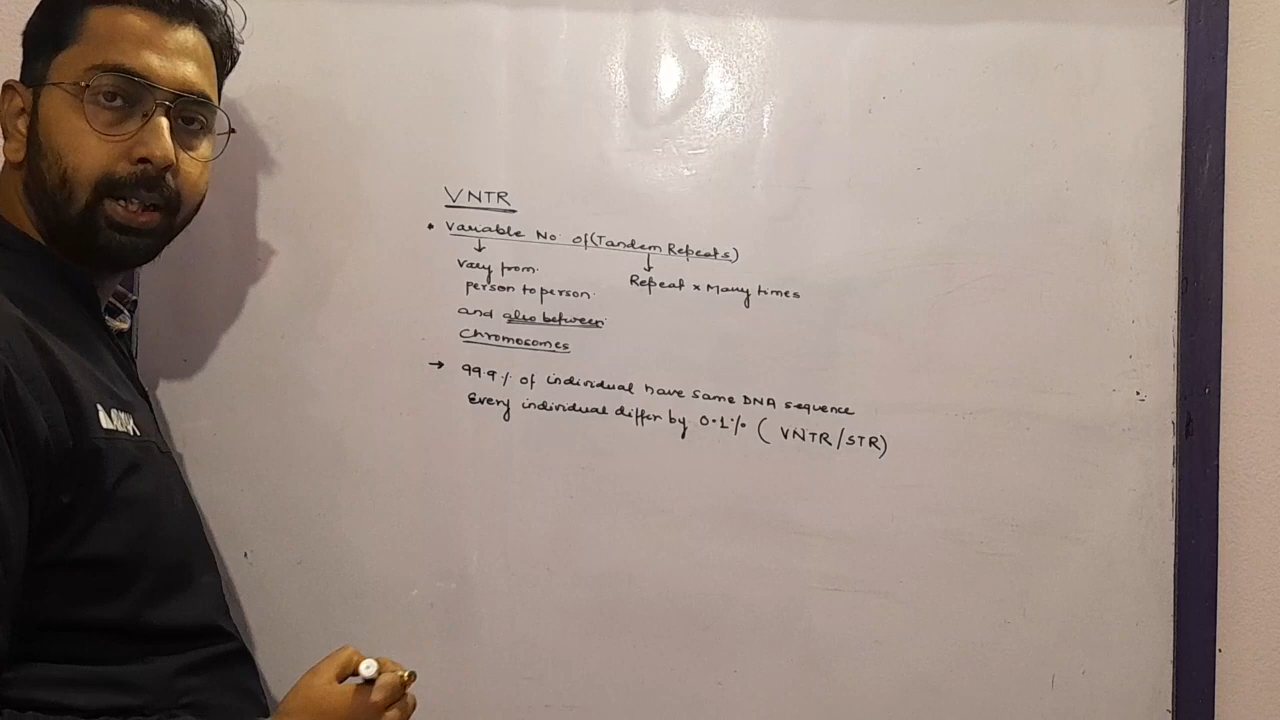 VNTR
• Variable No. of (Tandem Repeats)
↓ ↓
Vary from Repeat × Many times
person to person.
and also between
chromosomes
→ 99.9% of individual have same DNA sequence
Every individual differ by 0.1% ( VNTR/STR)